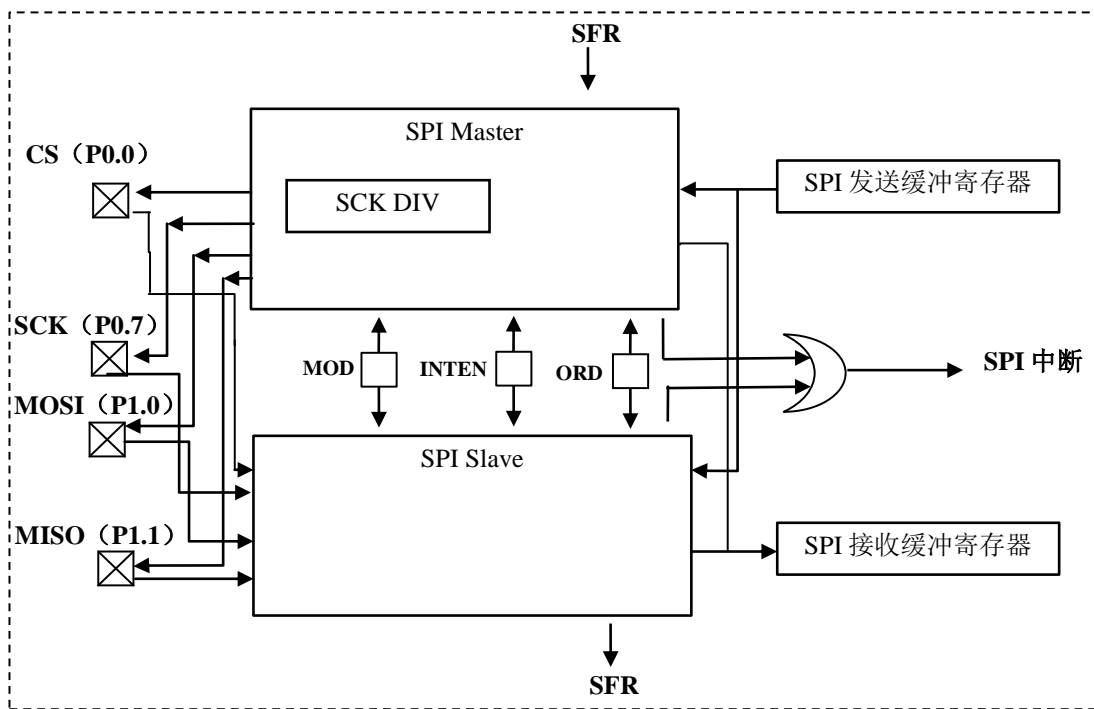 SFR
SPI Master
CS（P0.0）
SCK DIV
SPI 发送缓冲寄存器
SCK（P0.7）
MOD
INTEN
ORD
SPI 中断
MOSI（P1.0）
SPI Slave
MISO（P1.1）
SPI 接收缓冲寄存器
SFR